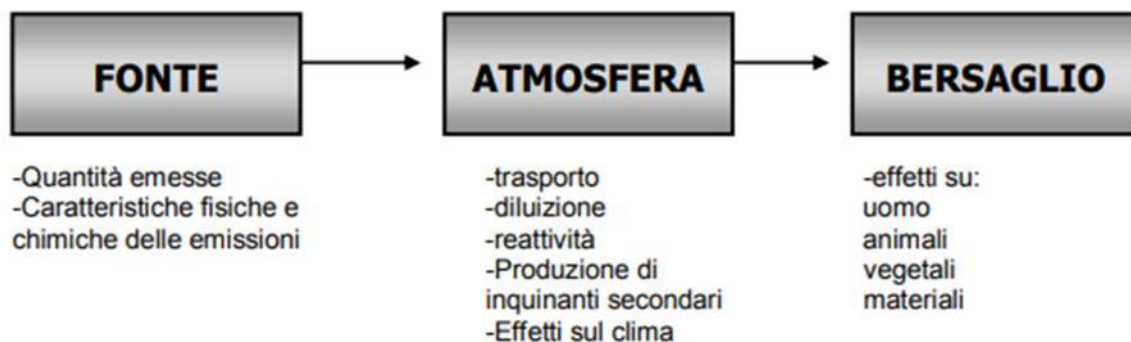 FONTE
ATMOSFERA
BERSAGLIO
-Quantità emesse
-Caratteristiche fisiche e
chimiche delle emissioni
-trasporto
-diluizione
-reattività
-Produzione di
inquinanti secondari
-Effetti sul clima
-effetti su:
uomo
animali
vegetali
materiali